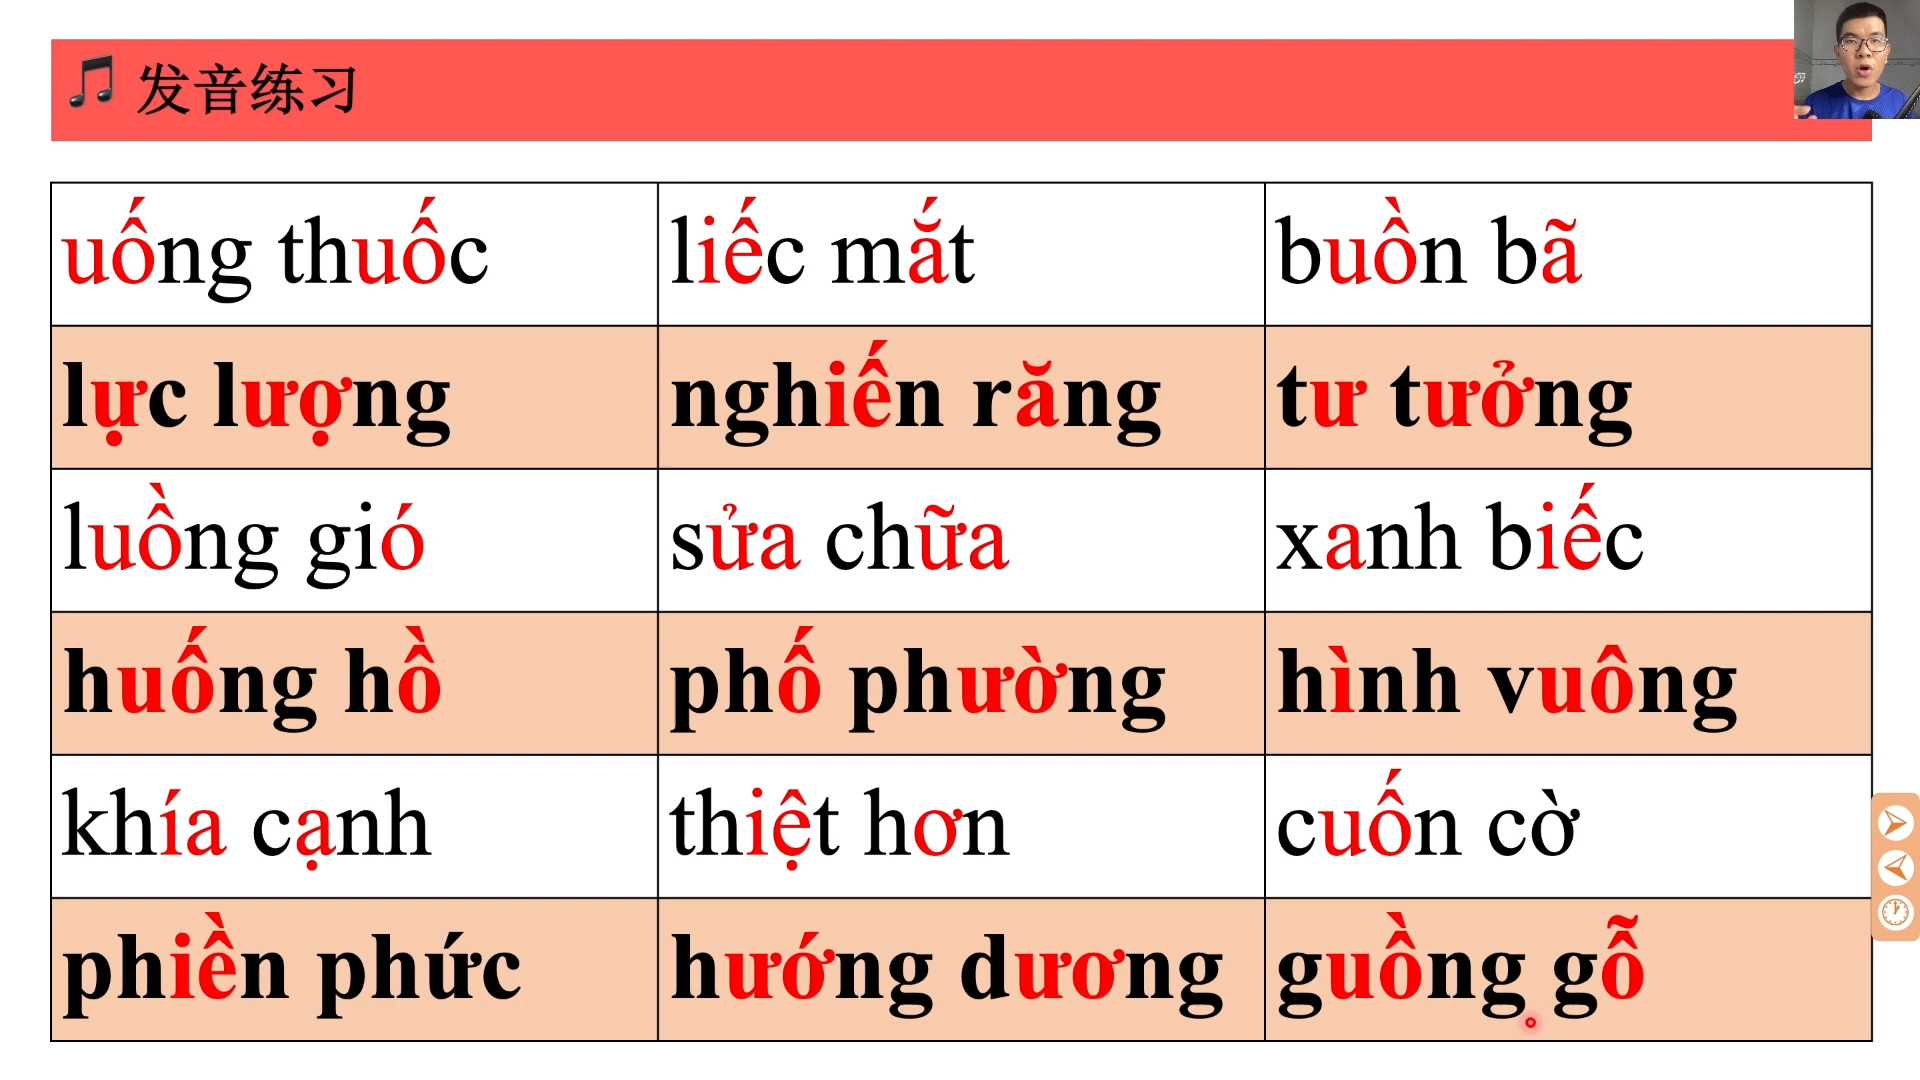 发音练习
uống thuốc
liếc mắt
buồn bã
lực lượng
nghiến răng
tư tưởng
luồng gió
sửa chữa
xanh biếc
huống hồ
phố phường
hình vuông
khía cạnh
thiệt hơn
cuốn cờ
phiền phức
hướng dương
guồng gỗ